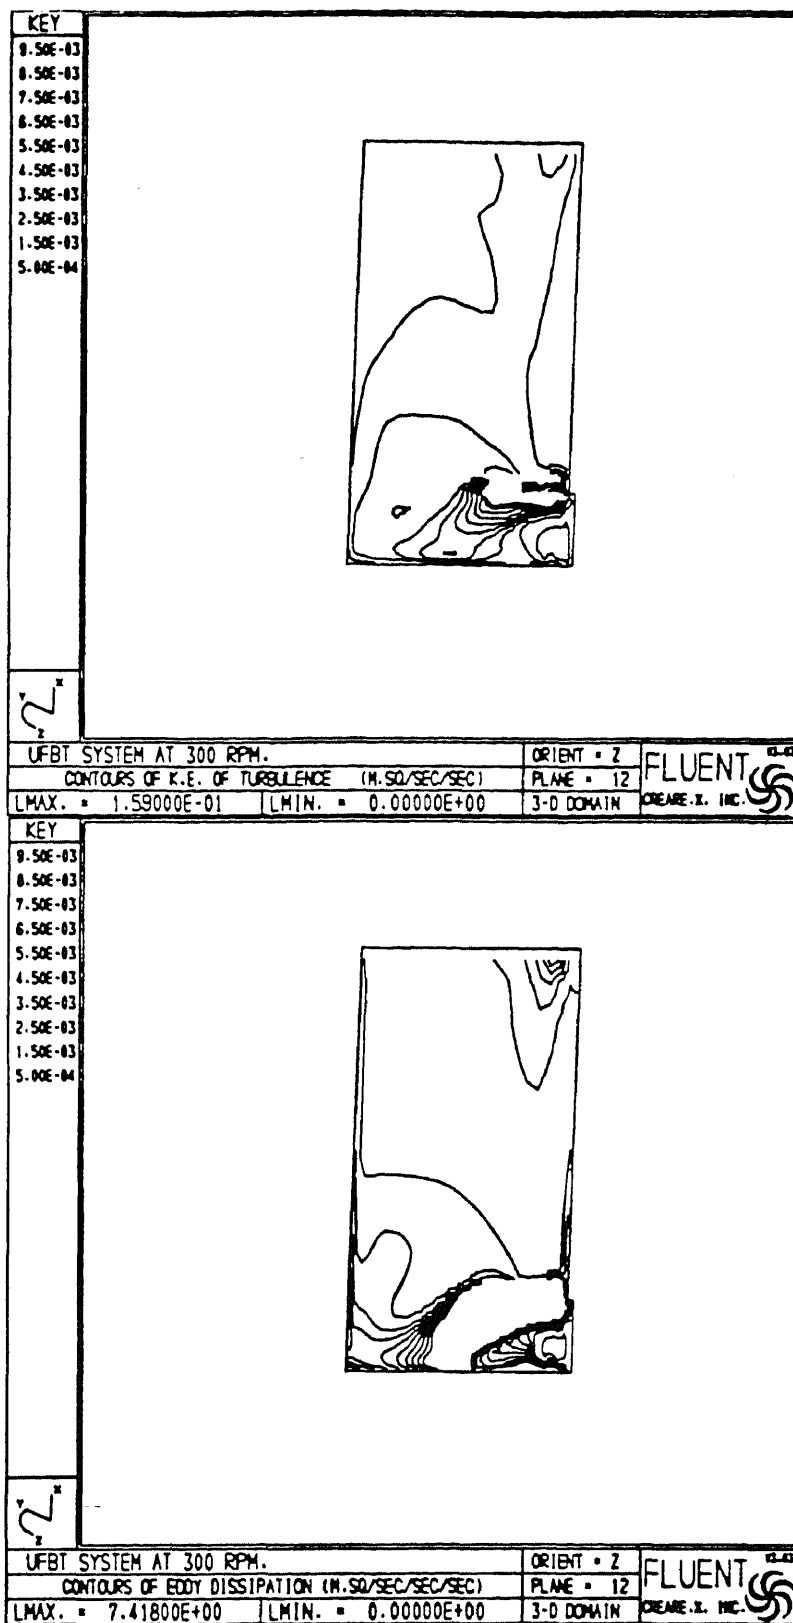 KEY
9.50E-03
8.50E-03
7.50E-03
6.50E-03
5.50E-03
4.50E-03
3.50E-03
2.50E-03
1.50E-03
5.00E-04
Y X
Z
UFBT SYSTEM AT 300 RPM.
ORIENT = Z
CONTOURS OF K.E. OF TURBULENCE (M.SQ/SEC/SEC)
PLANE = 12
LMAX. = 1.59000E-01 LMIN. = 0.00000E+00
3-D DOMAIN
FLUENT
CREARE.X. INC.
KEY
9.50E-03
8.50E-03
7.50E-03
6.50E-03
5.50E-03
4.50E-03
3.50E-03
2.50E-03
1.50E-03
5.00E-04
Y X
Z
UFBT SYSTEM AT 300 RPM.
ORIENT = Z
CONTOURS OF EDDY DISSIPATION (M.SQ/SEC/SEC/SEC)
PLANE = 12
LMAX. = 7.41800E+00 LMIN. = 0.00000E+00
3-D DOMAIN
FLUENT
CREARE.X. INC.